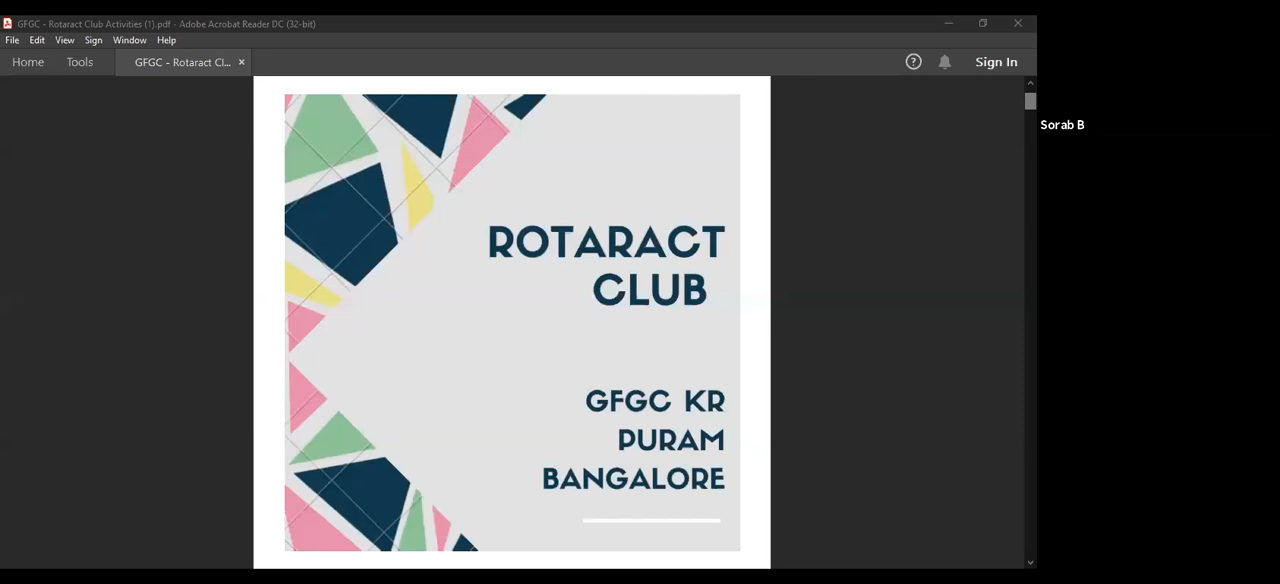 GFGC - Rotaract Club Activities (1).pdf - Adobe Acrobat Reader DC (32-bit)
File Edit View Sign Window Help
Home Tools GFGC - Rotaract Cl... × ? Sign In
Sorab B
ROTARACT
CLUB
GFGC KR
PURAM
BANGALORE